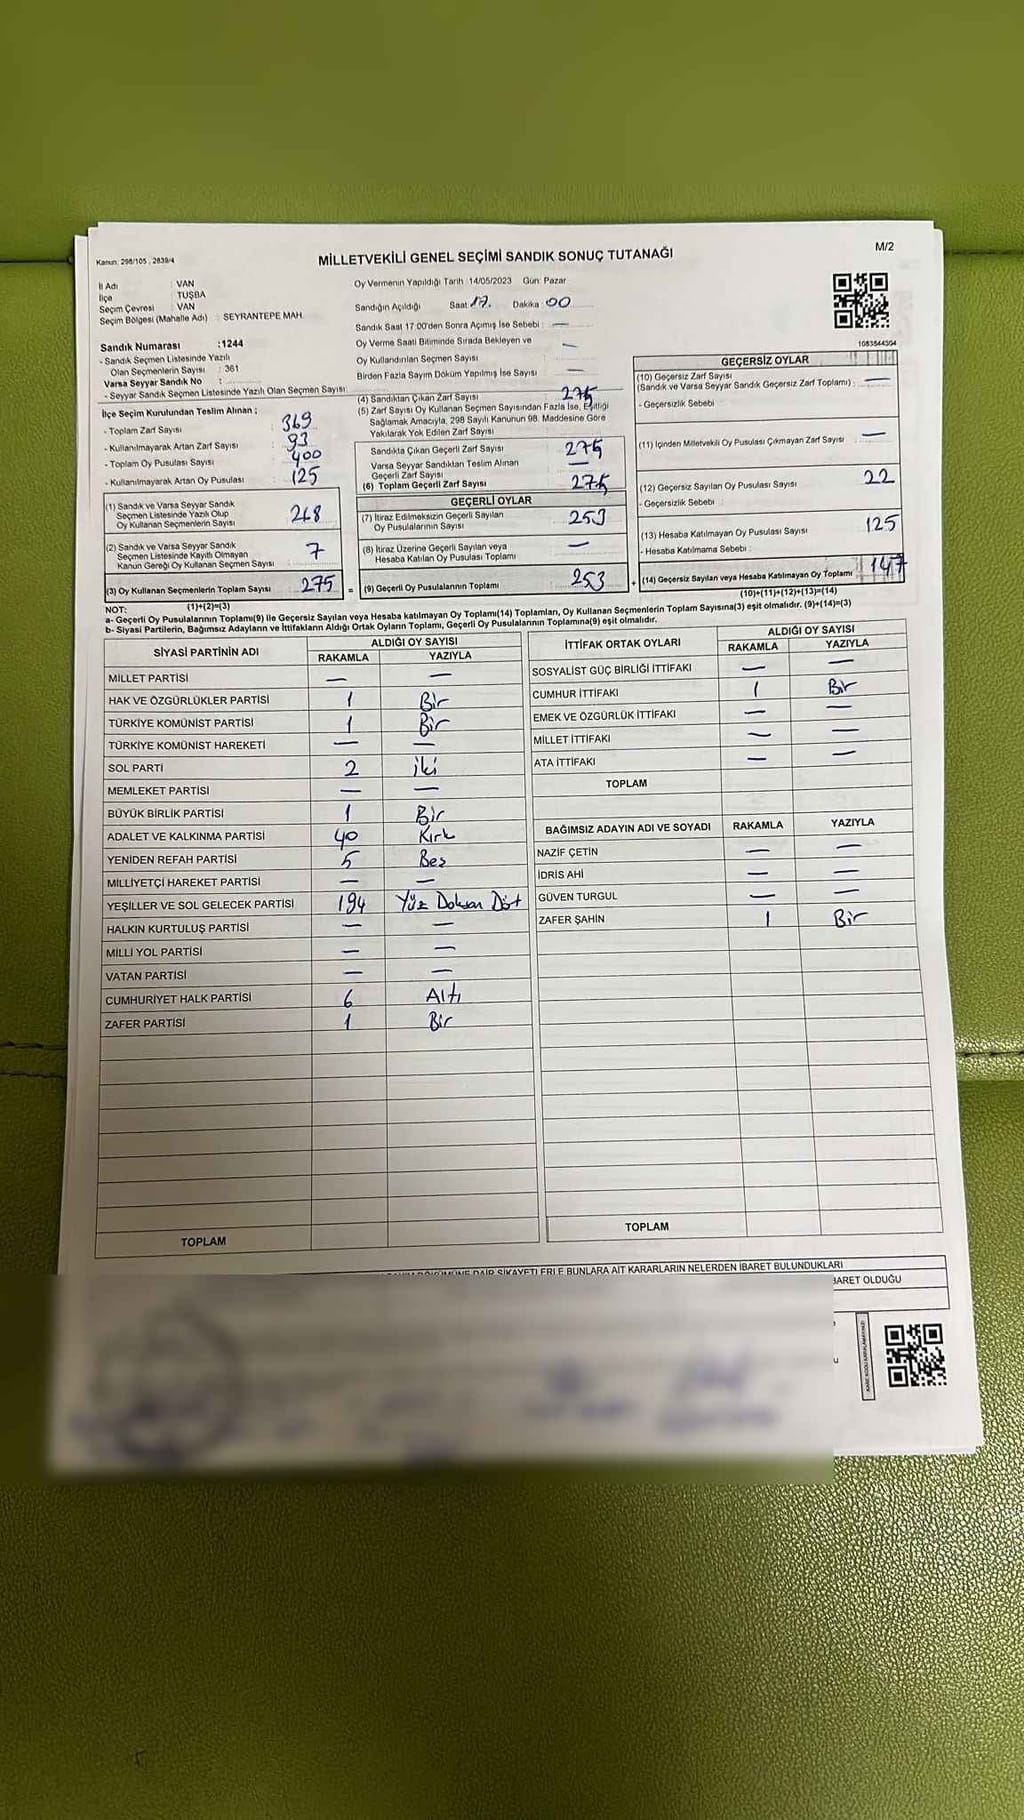 Kanun: 298/105 , 2839/4
MİLLETVEKİLİ GENEL SEÇİMİ SANDIK SONUÇ TUTANAĞI
M/2
İl Adı : VAN
İlçe : TUŞBA
Seçim Çevresi : VAN
Seçim Bölgesi (Mahalle Adı) : SEYRANTEPE MAH.
Sandık Numarası :1244
- Sandık Seçmen Listesinde Yazılı
Olan Seçmenlerin Sayısı : 361
Varsa Seyyar Sandık No :
- Seyyar Sandık Seçmen Listesinde Yazılı Olan Seçmen Sayısı:
İlçe Seçim Kurulundan Teslim Alınan ;
- Toplam Zarf Sayısı : 369
- Kullanılmayarak Artan Zarf Sayısı : 93
- Toplam Oy Pusulası Sayısı : 400
- Kullanılmayarak Artan Oy Pusulası : 125
(1) Sandık ve Varsa Seyyar Sandık
Seçmen Listesinde Yazılı Olup
Oy Kullanan Seçmenlerin Sayısı : 268
(2) Sandık ve Varsa Seyyar Sandık
Seçmen Listesinde Kayıtlı Olmayan
Kanun Gereği Oy Kullanan Seçmen Sayısı : 7
(3) Oy Kullanan Seçmenlerin Toplam Sayısı : 275
(1)+(2)=(3)
Oy Vermenin Yapıldığı Tarih :14/05/2023 Gün: Pazar
Sandığın Açıldığı Saat 17. Dakika :00
Sandık Saat 17:00'den Sonra Açılmış İse Sebebi : —
Oy Verme Saati Bitiminde Sırada Bekleyen ve
Oy Kullandırılan Seçmen Sayısı : —
Birden Fazla Sayım Döküm Yapılmış İse Sayısı : —
(4) Sandıktan Çıkan Zarf Sayısı : 275
(5) Zarf Sayısı Oy Kullanan Seçmen Sayısından Fazla İse, Eşitliği
Sağlamak Amacıyla, 298 Sayılı Kanunun 98. Maddesine Göre
Yakılarak Yok Edilen Zarf Sayısı :
Sandıkta Çıkan Geçerli Zarf Sayısı : 275
Varsa Seyyar Sandıktan Teslim Alınan
Geçerli Zarf Sayısı : —
(6) Toplam Geçerli Zarf Sayısı : 275
GEÇERLİ OYLAR
(7) İtiraz Edilmeksizin Geçerli Sayılan
Oy Pusulalarının Sayısı : 253
(8) İtiraz Üzerine Geçerli Sayılan veya
Hesaba Katılan Oy Pusulası Toplamı : —
= (9) Geçerli Oy Pusulalarının Toplamı : 253 +
1083844304
GEÇERSİZ OYLAR
(10) Geçersiz Zarf Sayısı
(Sandık ve Varsa Seyyar Sandık Geçersiz Zarf Toplamı) : —
- Geçersizlik Sebebi :
(11) İçinden Milletvekili Oy Pusulası Çıkmayan Zarf Sayısı : —
(12) Geçersiz Sayılan Oy Pusulası Sayısı : 22
- Geçersizlik Sebebi :
(13) Hesaba Katılmayan Oy Pusulası Sayısı : 125
- Hesaba Katılmama Sebebi :
(14) Geçersiz Sayılan veya Hesaba Katılmayan Oy Toplamı : 147
(10)+(11)+(12)+(13)=(14)
NOT:
a- Geçerli Oy Pusulalarının Toplamı(9) ile Geçersiz Sayılan veya Hesaba katılmayan Oy Toplamı(14) Toplamları, Oy Kullanan Seçmenlerin Toplam Sayısına(3) eşit olmalıdır. (9)+(14)=(3)
b- Siyasi Partilerin, Bağımsız Adayların ve İttifakların Aldığı Ortak Oyların Toplamı, Geçerli Oy Pusulalarının Toplamına(9) eşit olmalıdır.
SİYASİ PARTİNİN ADI ALDIĞI OY SAYISI
RAKAMLA YAZIYLA
MİLLET PARTİSİ — —
HAK VE ÖZGÜRLÜKLER PARTİSİ 1 Bir
TÜRKİYE KOMÜNİST PARTİSİ 1 Bir
TÜRKİYE KOMÜNİST HAREKETİ — —
SOL PARTİ 2 iki
MEMLEKET PARTİSİ — —
BÜYÜK BİRLİK PARTİSİ 1 Bir
ADALET VE KALKINMA PARTİSİ 40 Kırk
YENİDEN REFAH PARTİSİ 5 Beş
MİLLİYETÇİ HAREKET PARTİSİ — —
YEŞİLLER VE SOL GELECEK PARTİSİ 194 Yüz Doksan Dört
HALKIN KURTULUŞ PARTİSİ — —
MİLLİ YOL PARTİSİ — —
VATAN PARTİSİ — —
CUMHURİYET HALK PARTİSİ 6 Altı
ZAFER PARTİSİ 1 Bir
TOPLAM
İTTİFAK ORTAK OYLARI ALDIĞI OY SAYISI
RAKAMLA YAZIYLA
SOSYALİST GÜÇ BİRLİĞİ İTTİFAKI — —
CUMHUR İTTİFAKI 1 Bir
EMEK VE ÖZGÜRLÜK İTTİFAKI — —
MİLLET İTTİFAKI — —
ATA İTTİFAKI — —
TOPLAM
BAĞIMSIZ ADAYIN ADI VE SOYADI RAKAMLA YAZIYLA
NAZİF ÇETİN — —
İDRİS AHİ — —
GÜVEN TURGUL — —
ZAFER ŞAHİN 1 Bir
TOPLAM
DAİR ŞİKAYETLERLE BUNLARA AİT KARARLARIN NELERDEN İBARET BULUNDUKLARI
İBARET OLDUĞU